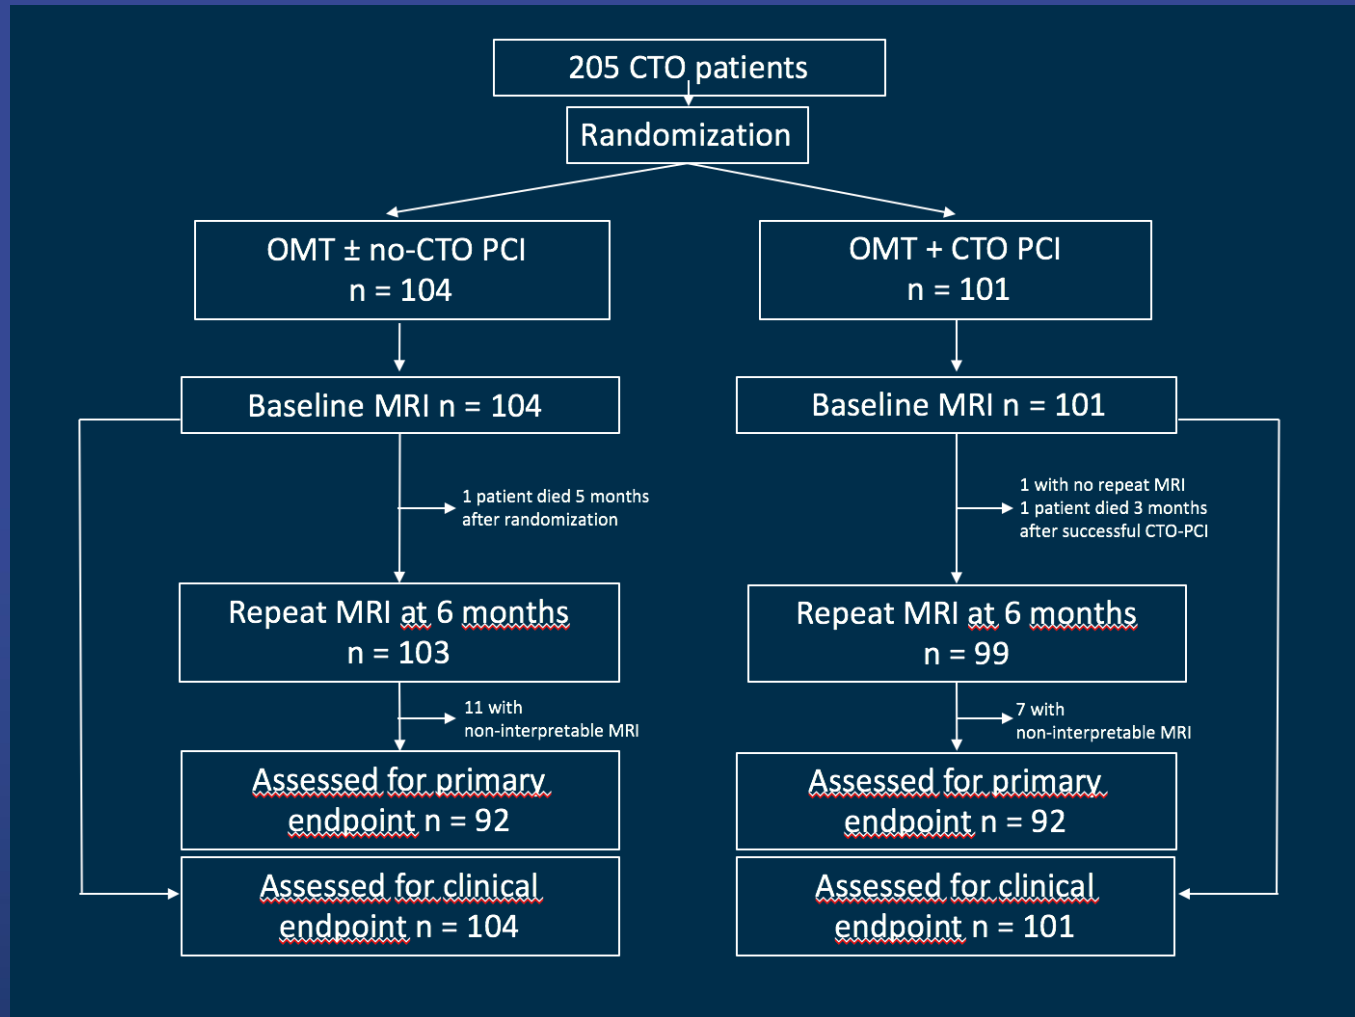 205 CTO patients
Randomization
OMT ± no-CTO PCI
n = 104
OMT + CTO PCI
n = 101
Baseline MRI n = 104
Baseline MRI n = 101
1 patient died 5 months
after randomization
1 with no repeat MRI
1 patient died 3 months
after successful CTO-PCI
Repeat MRI at 6 months
n = 103
Repeat MRI at 6 months
n = 99
11 with
non-interpretable MRI
7 with
non-interpretable MRI
Assessed for primary
endpoint n = 92
Assessed for primary
endpoint n = 92
Assessed for clinical
endpoint n = 104
Assessed for clinical
endpoint n = 101